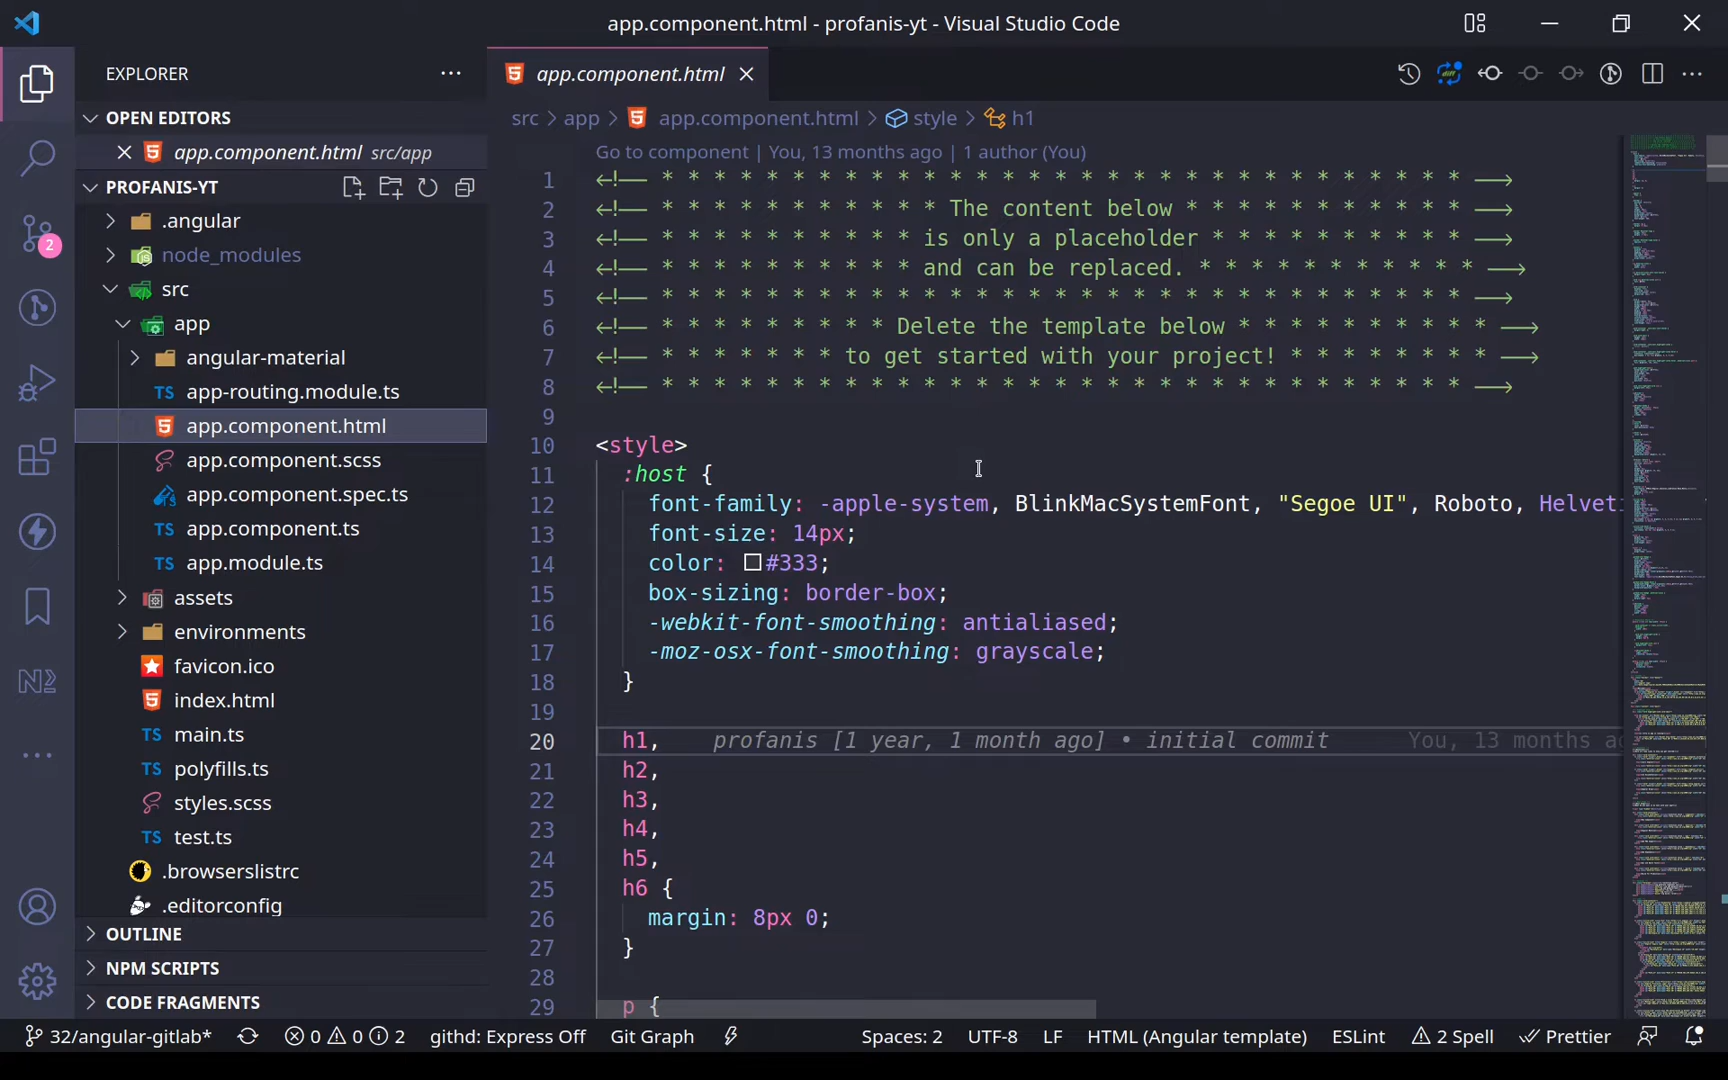 app.component.html - profanis-yt - Visual Studio Code
EXPLORER
OPEN EDITORS
app.component.html src/app
PROFANIS-YT
.angular
node_modules
src
app
angular-material
TS app-routing.module.ts
app.component.html
app.component.scss
app.component.spec.ts
TS app.component.ts
TS app.module.ts
assets
environments
favicon.ico
index.html
TS main.ts
TS polyfills.ts
styles.scss
TS test.ts
.browserslistrc
.editorconfig
OUTLINE
NPM SCRIPTS
CODE FRAGMENTS
2
app.component.html
src > app > app.component.html > style > h1
Go to component | You, 13 months ago | 1 author (You)
1 <!-- * * * * * * * * * * * * * * * * * * * * * * * * * * * * * * * -->
2 <!-- * * * * * * * * * * * The content below * * * * * * * * * * * -->
3 <!-- * * * * * * * * * * is only a placeholder * * * * * * * * * * -->
4 <!-- * * * * * * * * * * and can be replaced. * * * * * * * * * * * -->
5 <!-- * * * * * * * * * * * * * * * * * * * * * * * * * * * * * * * -->
6 <!-- * * * * * * * * * Delete the template below * * * * * * * * * * -->
7 <!-- * * * * * * * to get started with your project! * * * * * * * * -->
8 <!-- * * * * * * * * * * * * * * * * * * * * * * * * * * * * * * * -->
9
10 <style>
11 :host {
12 font-family: -apple-system, BlinkMacSystemFont, "Segoe UI", Roboto, Helveti
13 font-size: 14px;
14 color: #333;
15 box-sizing: border-box;
16 -webkit-font-smoothing: antialiased;
17 -moz-osx-font-smoothing: grayscale;
18 }
19
20 h1, profanis [1 year, 1 month ago] • initial commit You, 13 months ag
21 h2,
22 h3,
23 h4,
24 h5,
25 h6 {
26 margin: 8px 0;
27 }
28
29 p {
32/angular-gitlab* 0 0 2 githd: Express Off Git Graph Spaces: 2 UTF-8 LF HTML (Angular template) ESLint 2 Spell Prettier